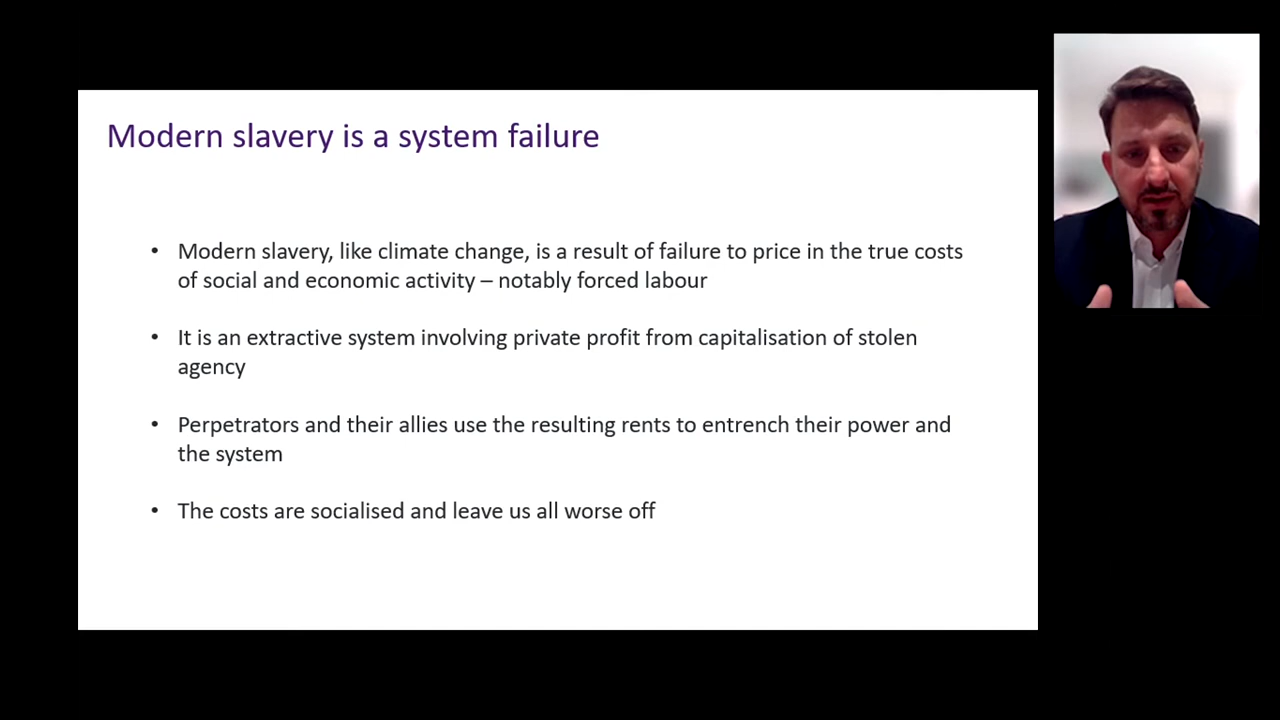 Modern slavery is a system failure
• Modern slavery, like climate change, is a result of failure to price in the true costs
of social and economic activity – notably forced labour
• It is an extractive system involving private profit from capitalisation of stolen
agency
• Perpetrators and their allies use the resulting rents to entrench their power and
the system
• The costs are socialised and leave us all worse off